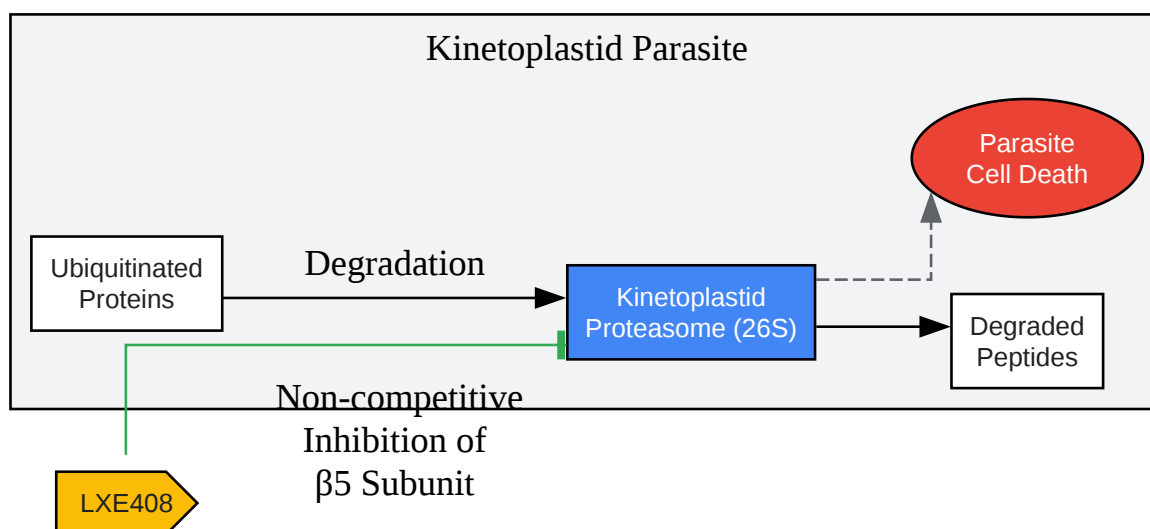 Kinetoplastid Parasite
Parasite
Cell Death
Ubiquitinated
Proteins
Degradation
Kinetoplastid
Proteasome (26S)
Degraded
Peptides
Non-competitive
Inhibition of
β5 Subunit
LXE408